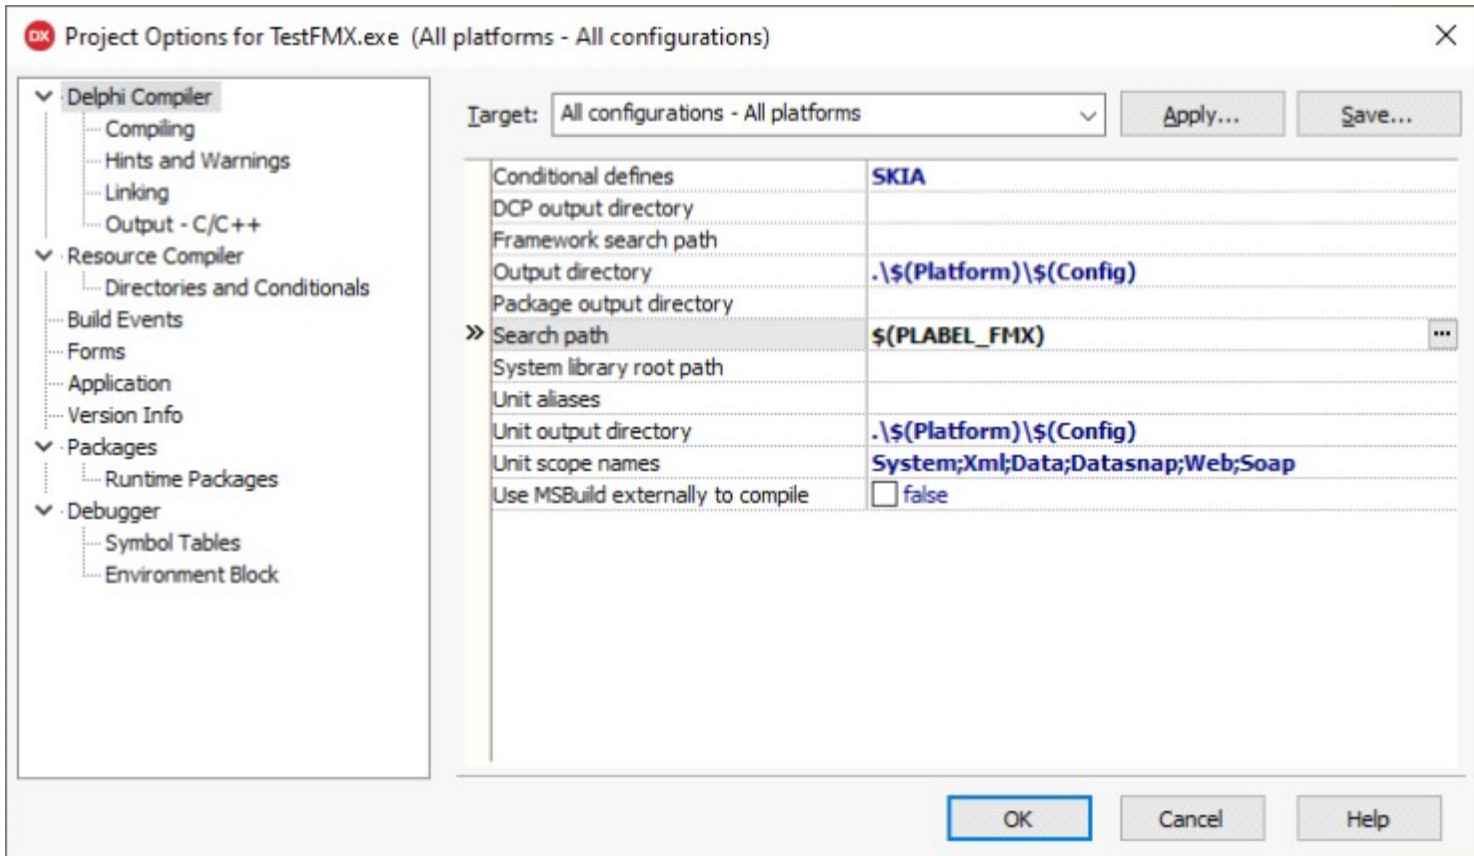 DX Project Options for TestFMX.exe (All platforms - All configurations)
Delphi Compiler
Compiling
Hints and Warnings
Linking
Output - C/C++
Resource Compiler
Directories and Conditionals
Build Events
Forms
Application
Version Info
Packages
Runtime Packages
Debugger
Symbol Tables
Environment Block
Target: All configurations - All platforms Apply... Save...
Conditional defines SKIA
DCP output directory
Framework search path
Output directory .\$(Platform)\$(Config)
Package output directory
Search path $(PLABEL_FMX) ...
System library root path
Unit aliases
Unit output directory .\$(Platform)\$(Config)
Unit scope names System;Xml;Data;Datasnap;Web;Soap
Use MSBuild externally to compile false
OK Cancel Help